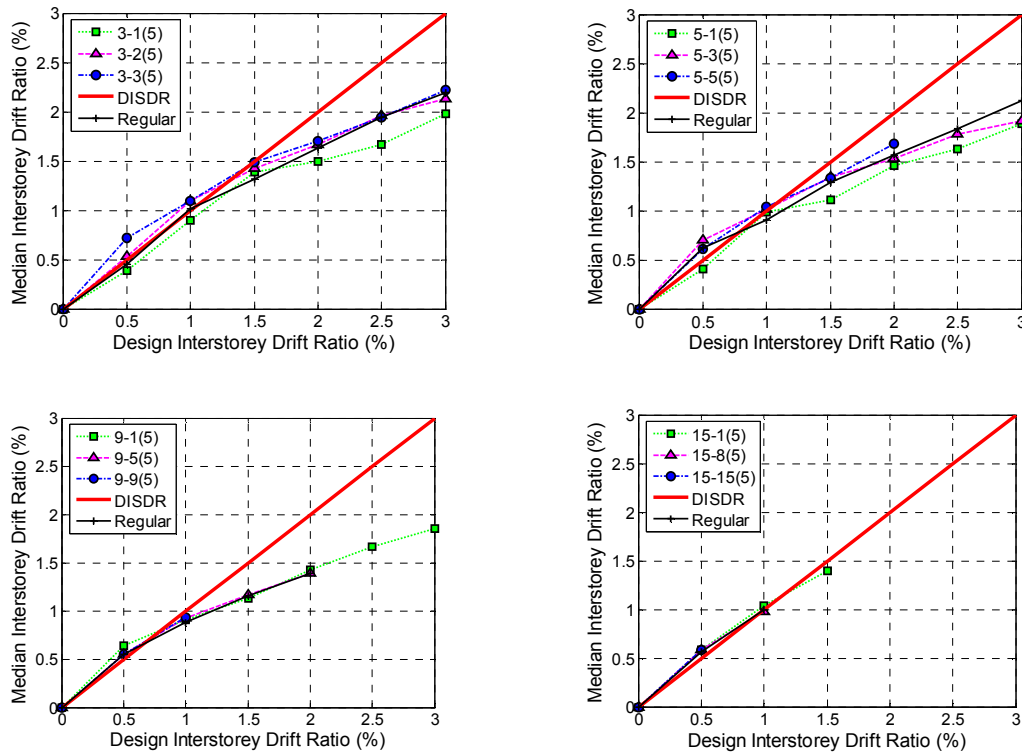 3
2.5
2
1.5
1
0.5
0
Median Interstorey Drift Ratio (%)
3-1(5)
3-2(5)
3-3(5)
DISDR
Regular
0 0.5 1 1.5 2 2.5 3
Design Interstorey Drift Ratio (%)
3
2.5
2
1.5
1
0.5
0
Median Interstorey Drift Ratio (%)
5-1(5)
5-3(5)
5-5(5)
DISDR
Regular
0 0.5 1 1.5 2 2.5 3
Design Interstorey Drift Ratio (%)
3
2.5
2
1.5
1
0.5
0
Median Interstorey Drift Ratio (%)
9-1(5)
9-5(5)
9-9(5)
DISDR
Regular
0 0.5 1 1.5 2 2.5 3
Design Interstorey Drift Ratio (%)
3
2.5
2
1.5
1
0.5
0
Median Interstorey Drift Ratio (%)
15-1(5)
15-8(5)
15-15(5)
DISDR
Regular
0 0.5 1 1.5 2 2.5 3
Design Interstorey Drift Ratio (%)